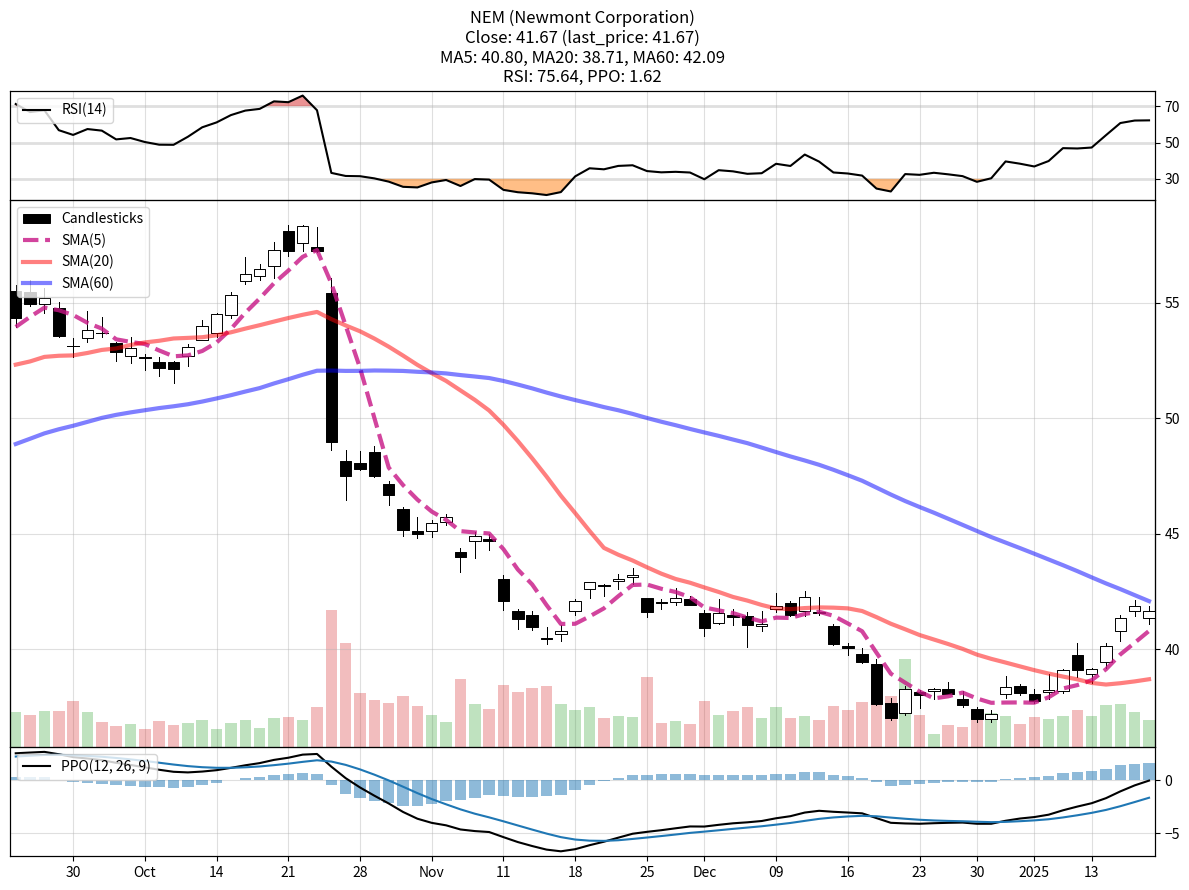 NEM (Newmont Corporation)
Close: 41.67 (last_price: 41.67)
MA5: 40.80, MA20: 38.71, MA60: 42.09
RSI: 75.64, PPO: 1.62
RSI(14)
70
50
30
Candlesticks
SMA(5)
SMA(20)
SMA(60)
55
50
45
40
PPO(12, 26, 9)
0
−5
30 Oct 14 21 28 Nov 11 18 25 Dec 09 16 23 30 2025 13